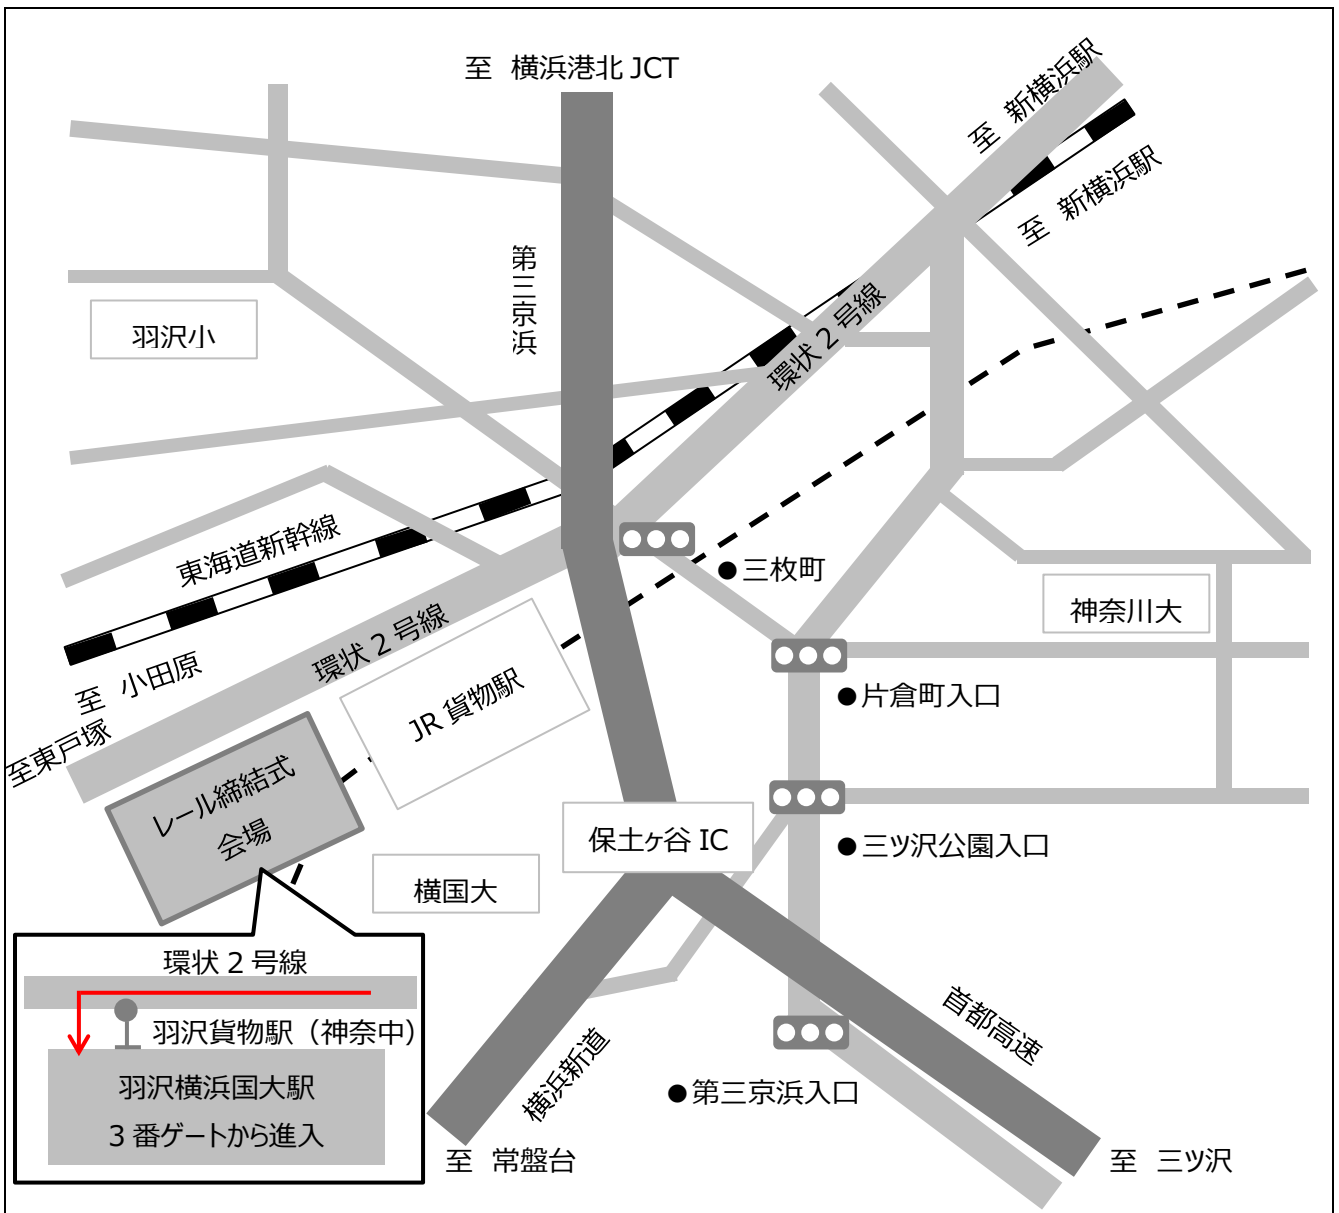 至 横浜港北 JCT
至 新横浜駅
至 新横浜駅
第三京浜
羽沢小
環状２号線
東海道新幹線
●三枚町
神奈川大
環状２号線
至 小田原
JR 貨物駅
●片倉町入口
至東戸塚
レール締結式
会場
保土ヶ谷 IC
●三ツ沢公園入口
横国大
環状２号線
羽沢貨物駅（神奈中）
首都高速
横浜新道
羽沢横浜国大駅
●第三京浜入口
３番ゲートから進入
至 常盤台
至 三ツ沢